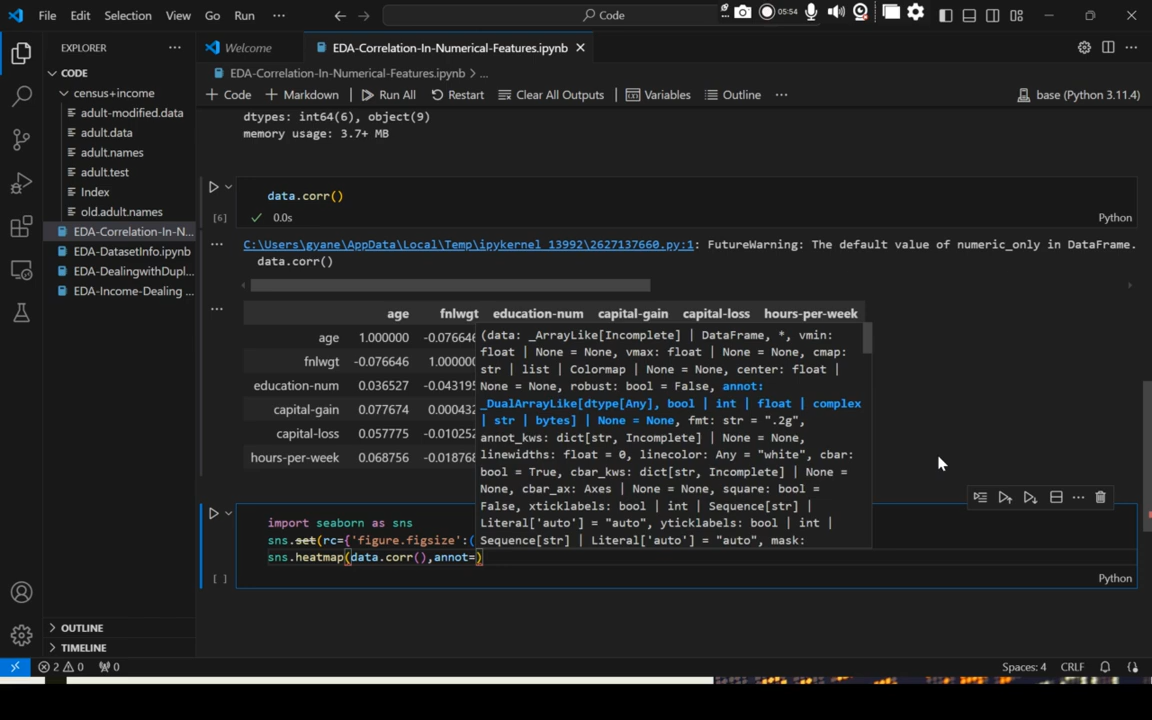 File Edit Selection View Go Run ··· Code 05:54
EXPLORER ···
Welcome
EDA-Correlation-In-Numerical-Features.ipynb
CODE
EDA-Correlation-In-Numerical-Features.ipynb > ...
census+income
+ Code + Markdown Run All Restart Clear All Outputs Variables Outline ··· base (Python 3.11.4)
adult-modified.data
adult.data
adult.names
adult.test
Index
old.adult.names
EDA-Correlation-In-N...
EDA-DatasetInfo.ipynb
EDA-DealingwithDupl...
EDA-Income-Dealing ...
OUTLINE
TIMELINE
dtypes: int64(6), object(9)
memory usage: 3.7+ MB
data.corr()
[6] 0.0s Python
C:\Users\gyane\AppData\Local\Temp\ipykernel_13992\2627137660.py:1: FutureWarning: The default value of numeric_only in DataFrame.
data.corr()
age fnlwgt education-num capital-gain capital-loss hours-per-week
age 1.000000 -0.076646
fnlwgt -0.076646 1.000000
education-num 0.036527 -0.043195
capital-gain 0.077674 0.000432
capital-loss 0.057775 -0.010252
hours-per-week 0.068756 -0.018768
(data: _ArrayLike[Incomplete] | DataFrame, *, vmin:
float | None = None, vmax: float | None = None, cmap:
str | list | Colormap | None = None, center: float |
None = None, robust: bool = False, annot:
_DualArrayLike[dtype[Any], bool | int | float | complex
| str | bytes] | None = None, fmt: str = ".2g",
annot_kws: dict[str, Incomplete] | None = None,
linewidths: float = 0, linecolor: Any = "white", cbar:
bool = True, cbar_kws: dict[str, Incomplete] | None =
None, cbar_ax: Axes | None = None, square: bool =
False, xticklabels: bool | int | Sequence[str] |
Literal['auto'] = "auto", yticklabels: bool | int |
Sequence[str] | Literal['auto'] = "auto", mask:
import seaborn as sns
sns.set(rc={'figure.figsize':(
sns.heatmap(data.corr(),annot=)
[ ] Python
2 0 0 Spaces: 4 CRLF